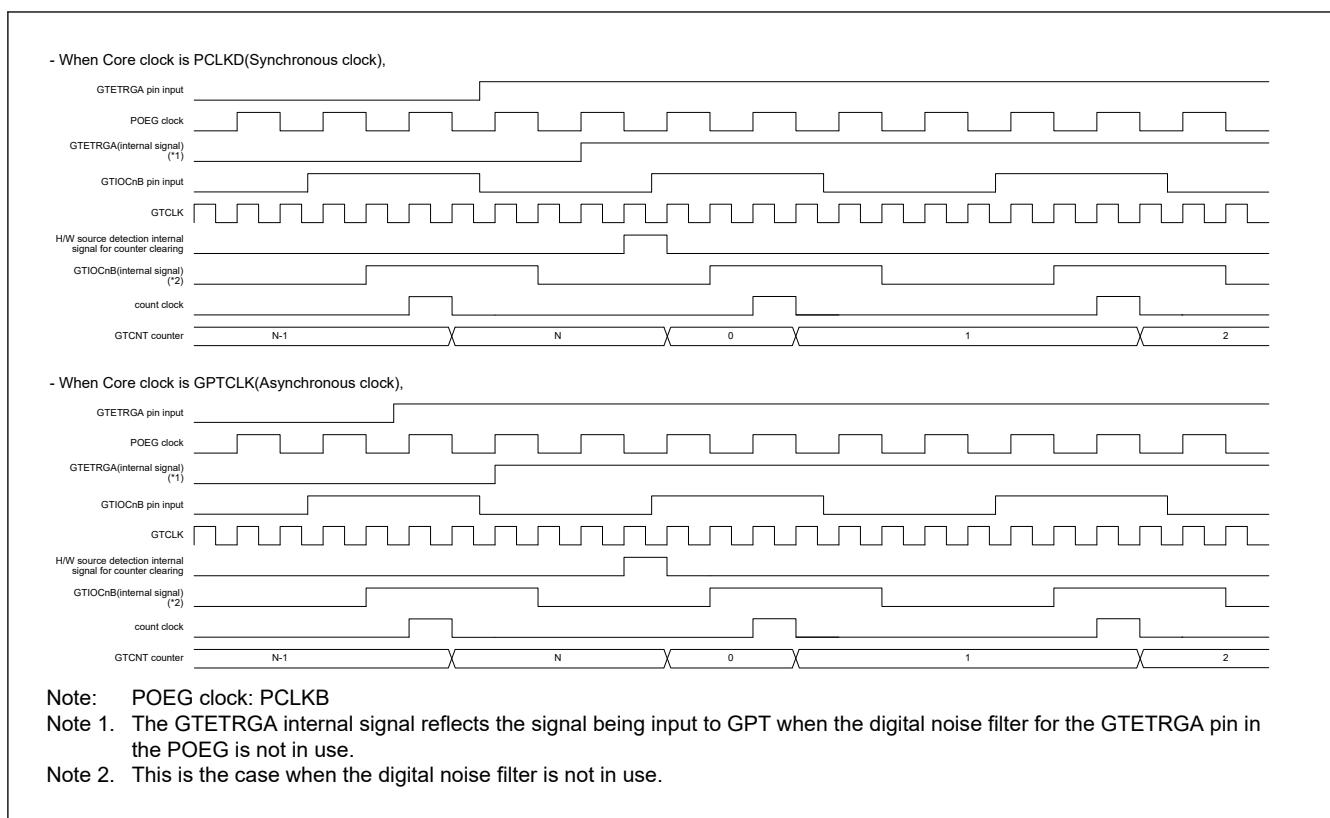 - When Core clock is PCLKD(Synchronous clock),
GTETRGA pin input
POEG clock
GTETRGA(internal signal)
(*1)
GTIOCnB pin input
GTCLK
H/W source detection internal
signal for counter clearing
GTIOCnB(internal signal)
(*2)
count clock
GTCNT counter N-1 N 0 1 2
- When Core clock is GPTCLK(Asynchronous clock),
GTETRGA pin input
POEG clock
GTETRGA(internal signal)
(*1)
GTIOCnB pin input
GTCLK
H/W source detection internal
signal for counter clearing
GTIOCnB(internal signal)
(*2)
count clock
GTCNT counter N-1 N 0 1 2
Note: POEG clock: PCLKB
Note 1. The GTETRGA internal signal reflects the signal being input to GPT when the digital noise filter for the GTETRGA pin in
the POEG is not in use.
Note 2. This is the case when the digital noise filter is not in use.